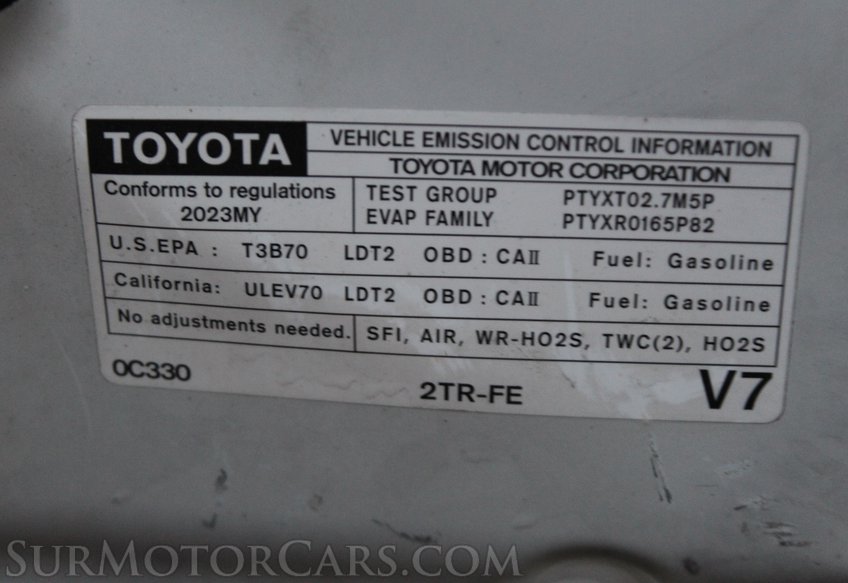 TOYOTA
VEHICLE EMISSION CONTROL INFORMATION
TOYOTA MOTOR CORPORATION
Conforms to regulations
2023MY
TEST GROUP PTYXT02.7M5P
EVAP FAMILY PTYXR0165P82
U.S.EPA : T3B70 LDT2 OBD : CAII Fuel: Gasoline
California: ULEV70 LDT2 OBD : CAII Fuel: Gasoline
No adjustments needed. SFI, AIR, WR-HO2S, TWC(2), HO2S
0C330
2TR-FE
V7
SurMotorCars.com